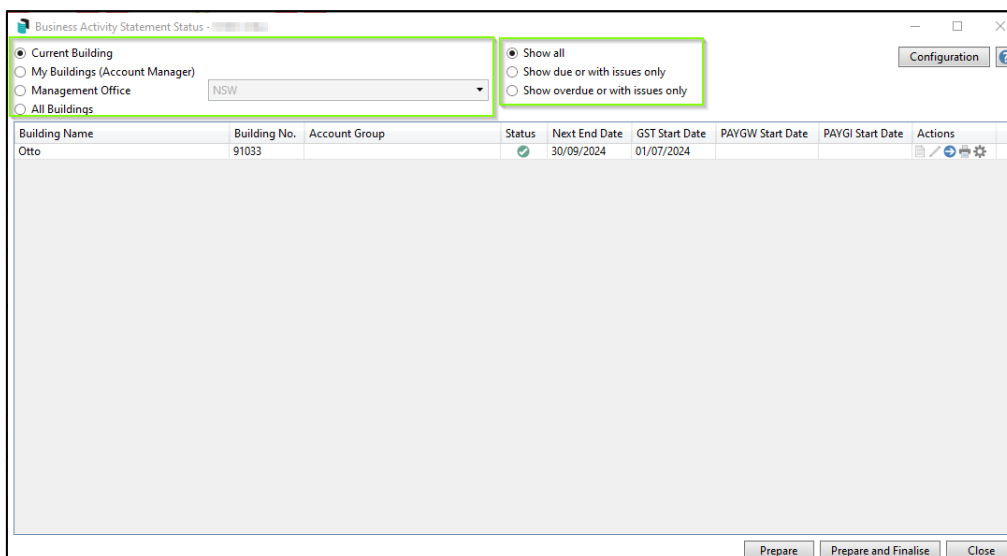 Business Activity Statement Status -
Current Building
My Buildings (Account Manager)
Management Office NSW
All Buildings
Show all
Show due or with issues only
Show overdue or with issues only
Configuration
Building Name Building No. Account Group Status Next End Date GST Start Date PAYGW Start Date PAYGI Start Date Actions
Otto 91033 30/09/2024 01/07/2024
Prepare Prepare and Finalise Close